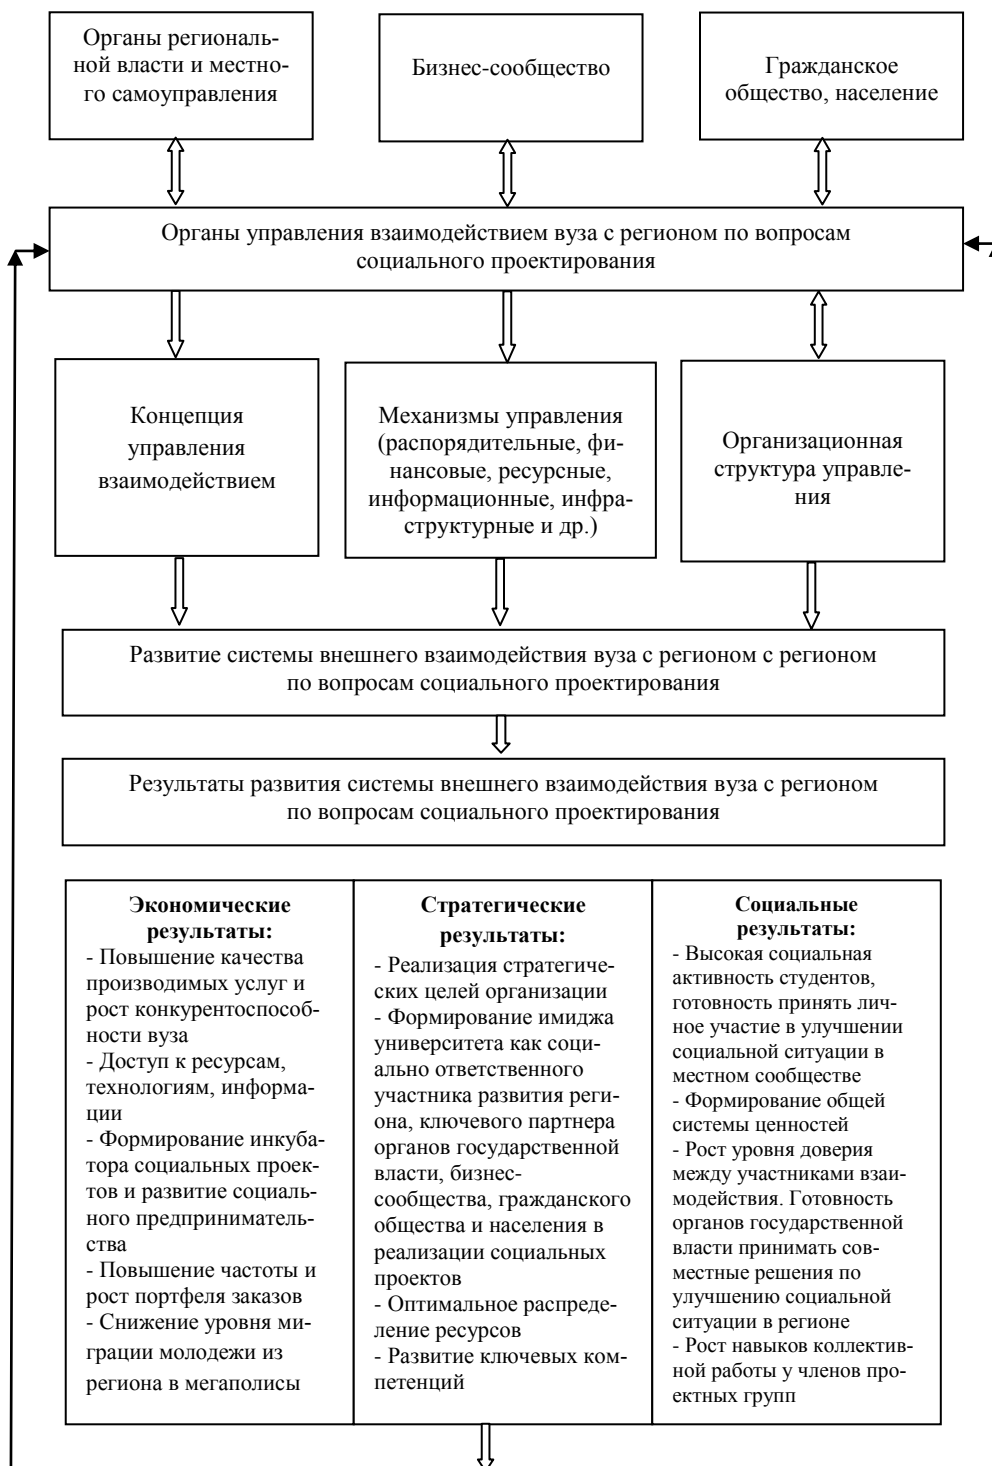 Органы региональ-
ной власти и местно-
го самоуправления
Бизнес-сообщество
Гражданское
общество, население
Органы управления взаимодействием вуза с регионом по вопросам
социального проектирования
Концепция
управления
взаимодействием
Механизмы управления
(распорядительные, фи-
нансовые, ресурсные,
информационные, инфра-
структурные и др.)
Организационная
структура управле-
ния
Развитие системы внешнего взаимодействия вуза с регионом с регионом
по вопросам социального проектирования
Результаты развития системы внешнего взаимодействия вуза с регионом
по вопросам социального проектирования
Экономические
результаты:
- Повышение качества
производимых услуг и
рост конкурентоспособ-
ности вуза
- Доступ к ресурсам,
технологиям, информа-
ции
- Формирование инкуба-
тора социальных проек-
тов и развитие социаль-
ного предприниматель-
ства
- Повышение частоты и
рост портфеля заказов
- Снижение уровня ми-
грации молодежи из
региона в мегаполисы
Стратегические
результаты:
- Реализация стратегиче-
ских целей организации
- Формирование имиджа
университета как соци-
ально ответственного
участника развития реги-
она, ключевого партнера
органов государственной
власти, бизнес-
сообщества, гражданского
общества и населения в
реализации социальных
проектов
- Оптимальное распреде-
ление ресурсов
- Развитие ключевых ком-
петенций
Социальные
результаты:
- Высокая социальная
активность студентов,
готовность принять лич-
ное участие в улучшении
социальной ситуации в
местном сообществе
- Формирование общей
системы ценностей
- Рост уровня доверия
между участниками взаи-
модействия. Готовность
органов государственной
власти принимать сов-
местные решения по
улучшению социальной
ситуации в регионе
- Рост навыков коллектив-
ной работы у членов про-
ектных групп